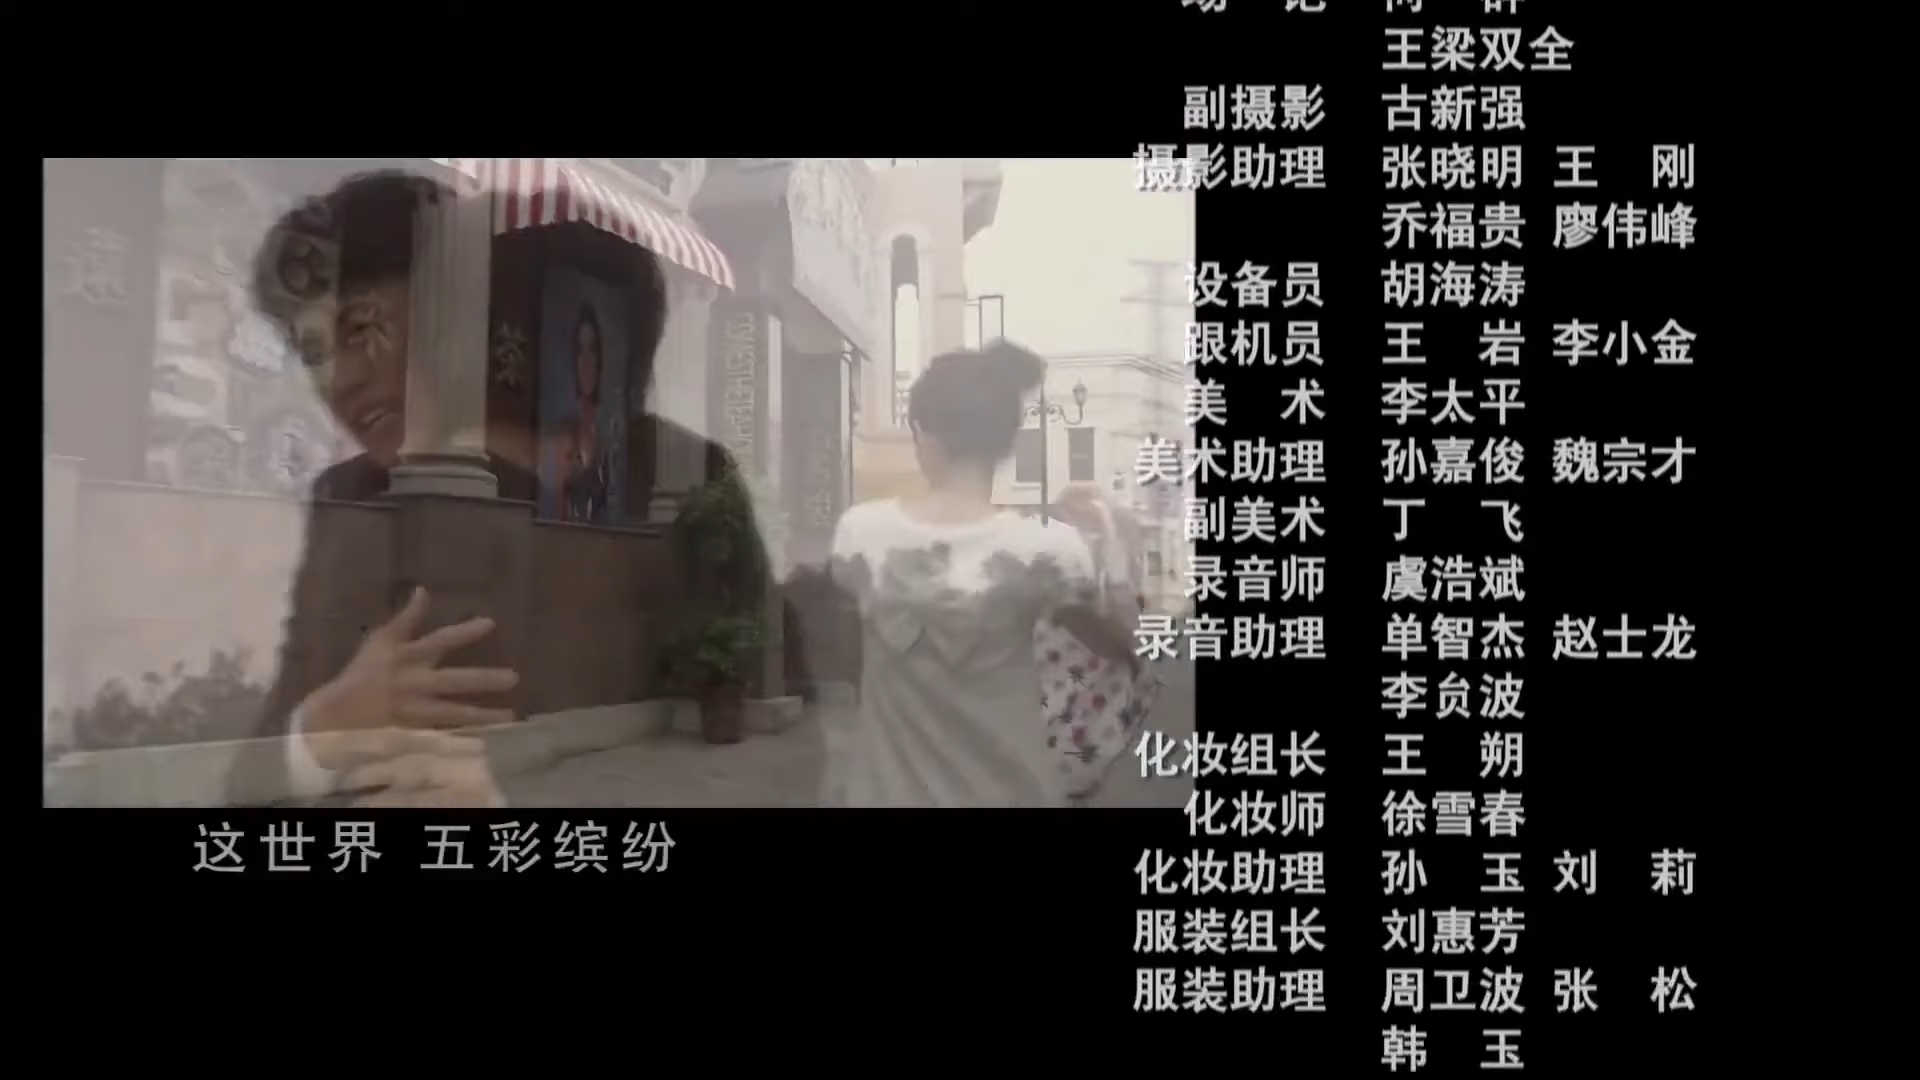 王梁双全
副摄影 古新强
摄影助理 张晓明 王 刚
乔福贵 廖伟峰
设备员 胡海涛
跟机员 王 岩 李小金
美 术 李太平
美术助理 孙嘉俊 魏宗才
副美术 丁 飞
录音师 虞浩斌
录音助理 单智杰 赵士龙
李贠波
化妆组长 王 朔
化妆师 徐雪春
化妆助理 孙 玉 刘 莉
服装组长 刘惠芳
服装助理 周卫波 张 松
韩 玉
这世界 五彩缤纷